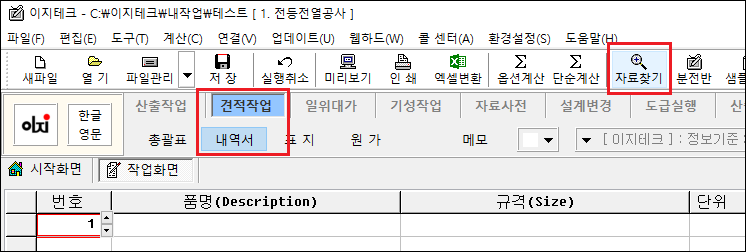 이지테크 - C:₩이지테크₩내작업₩테스트 [ 1. 전등전열공사 ]
파일(F) 편집(E) 도구(T) 계산(C) 연결(V) 업데이트(U) 웹하드(W) 콜 센터(A) 환경설정(S) 도움말(H)
새파일 열 기 파일관리 저 장 실행취소 미리보기 인 쇄 엑셀변환 옵션계산 단순계산 자료찾기 분전반 샘플
이지 한글 영문
산출작업 견적작업 일위대가 기성작업 자료사전 설계변경 도급실행
총괄표 내역서 표 지 원 가 메모 [ 이지테크 ] : 정보기준
시작화면 작업화면
번호 품명(Description) 규격(Size) 단위
1